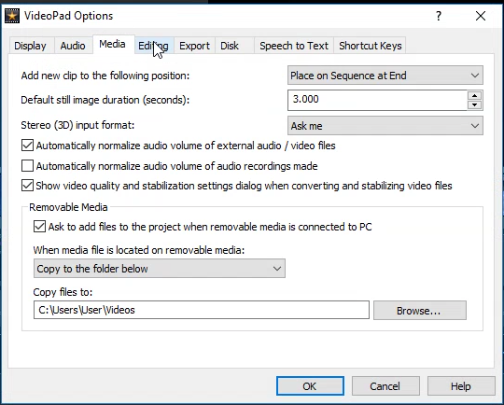 VideoPad Options
Display Audio Media Editing Export Disk Speech to Text Shortcut Keys
Add new clip to the following position: Place on Sequence at End
Default still image duration (seconds): 3.000
Stereo (3D) input format: Ask me
Automatically normalize audio volume of external audio / video files
Automatically normalize audio volume of audio recordings made
Show video quality and stabilization settings dialog when converting and stabilizing video files
Removable Media
Ask to add files to the project when removable media is connected to PC
When media file is located on removable media:
Copy to the folder below
Copy files to:
C:\Users\User\Videos Browse...
OK Cancel Help